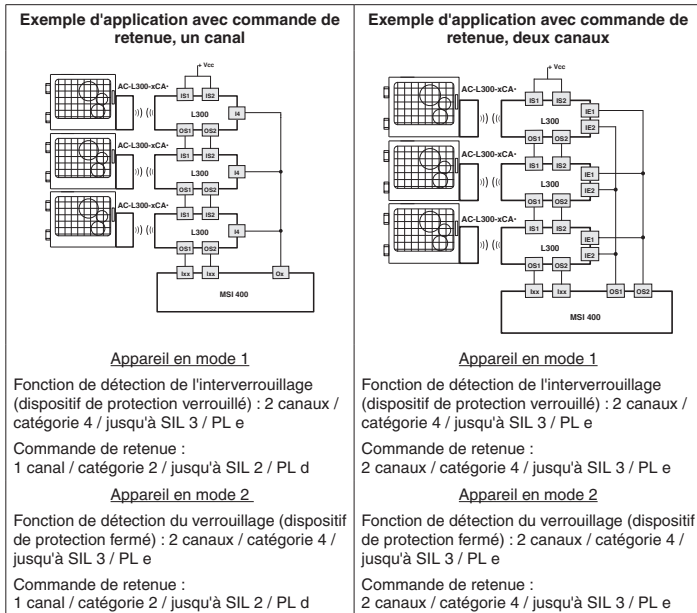 Exemple d'application avec commande de
retenue, un canal
+ Vcc
AC-L300-xCA*
IS1 IS2
I4
L300
OS1 OS2
AC-L300-xCA*
IS1 IS2
I4
L300
OS1 OS2
AC-L300-xCA*
IS1 IS2
I4
L300
OS1 OS2
Ixx Ixx Ox
MSI 400
Appareil en mode 1
Fonction de détection de l'interverrouillage
(dispositif de protection verrouillé) : 2 canaux /
catégorie 4 / jusqu'à SIL 3 / PL e
Commande de retenue :
1 canal / catégorie 2 / jusqu'à SIL 2 / PL d
Appareil en mode 2
Fonction de détection du verrouillage (dispositif
de protection fermé) : 2 canaux / catégorie 4 /
jusqu'à SIL 3 / PL e
Commande de retenue :
1 canal / catégorie 2 / jusqu'à SIL 2 / PL d
Exemple d'application avec commande de
retenue, deux canaux
+ Vcc
AC-L300-xCA*
IS1 IS2
IE1
L300
IE2
OS1 OS2
AC-L300-xCA*
IS1 IS2
IE1
L300
IE2
OS1 OS2
AC-L300-xCA*
IS1 IS2
IE1
L300
IE2
OS1 OS2
Ixx Ixx OS1 OS2
MSI 400
Appareil en mode 1
Fonction de détection de l'interverrouillage
(dispositif de protection verrouillé) : 2 canaux /
catégorie 4 / jusqu'à SIL 3 / PL e
Commande de retenue :
2 canaux / catégorie 4 / jusqu'à SIL 3 / PL e
Appareil en mode 2
Fonction de détection du verrouillage (dispositif
de protection fermé) : 2 canaux / catégorie 4 /
jusqu'à SIL 3 / PL e
Commande de retenue :
2 canaux / catégorie 4 / jusqu'à SIL 3 / PL e